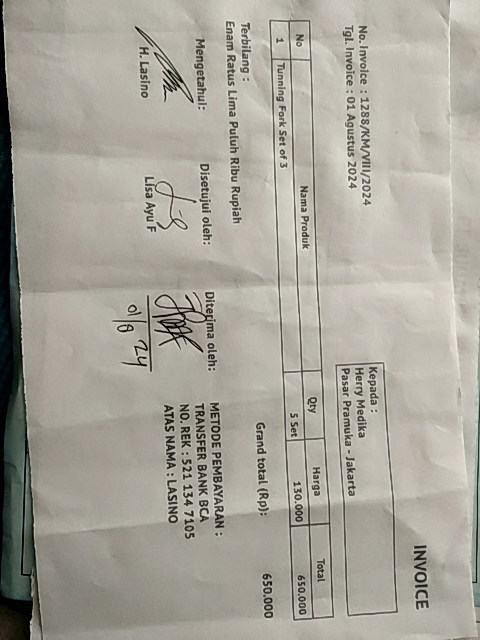 INVOICE
No. Invoice : 1288/KM/VIII/2024
Tgl. Invoice : 01 Agustus 2024
Kepada :
Herry Medika
Pasar Pramuka - Jakarta
No Nama Produk Qty Harga Total
1 Tunning Fork Set of 3 5 Set 130.000 650.000
Grand total (Rp): 650.000
Terbilang :
Enam Ratus Lima Puluh Ribu Rupiah
Mengetahui: Disetujui oleh: Diterima oleh:
H. Lasino Lisa Ayu F
01/8 24
METODE PEMBAYARAN :
TRANSFER BANK BCA
NO. REK : 521 134 7105
ATAS NAMA : LASINO